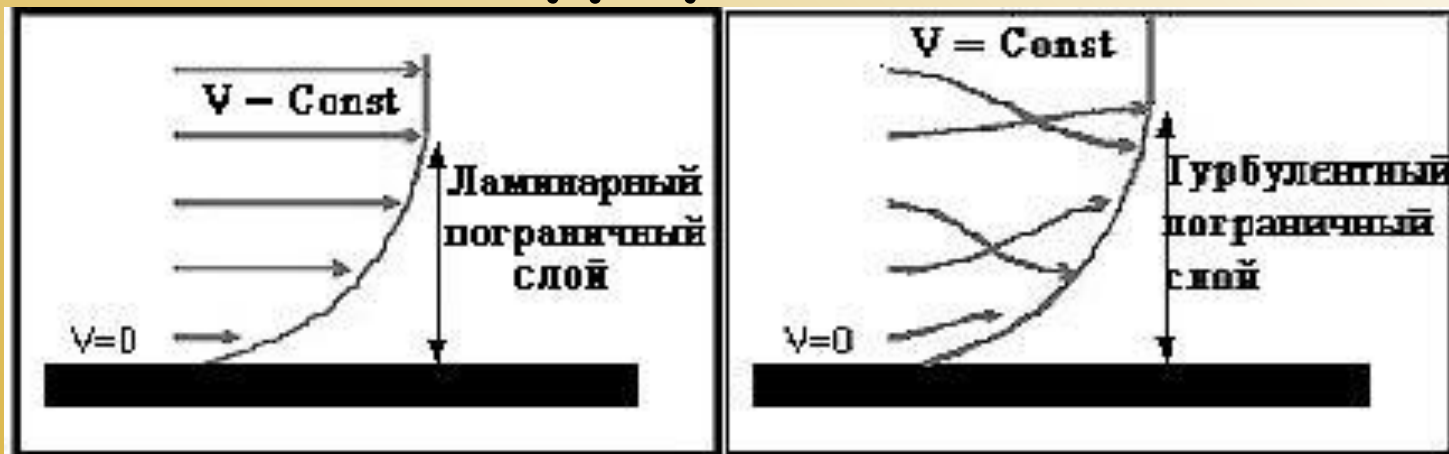 V = Const
Ламинарный
пограничный
слой
V=0
V = Const
Турбулентный
пограничный
слой
V=0